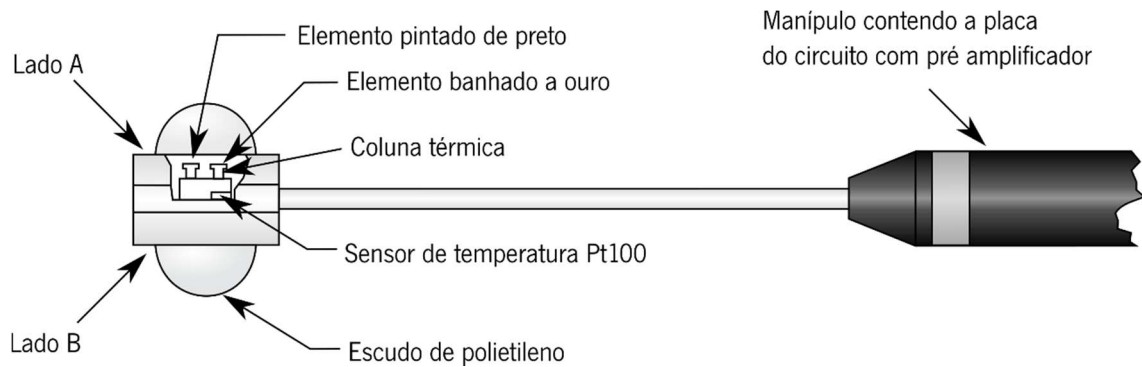 Elemento pintado de preto
Manípulo contendo a placa
do circuito com pré amplificador
Lado A
Elemento banhado a ouro
Coluna térmica
Sensor de temperatura Pt100
Lado B
Escudo de polietileno